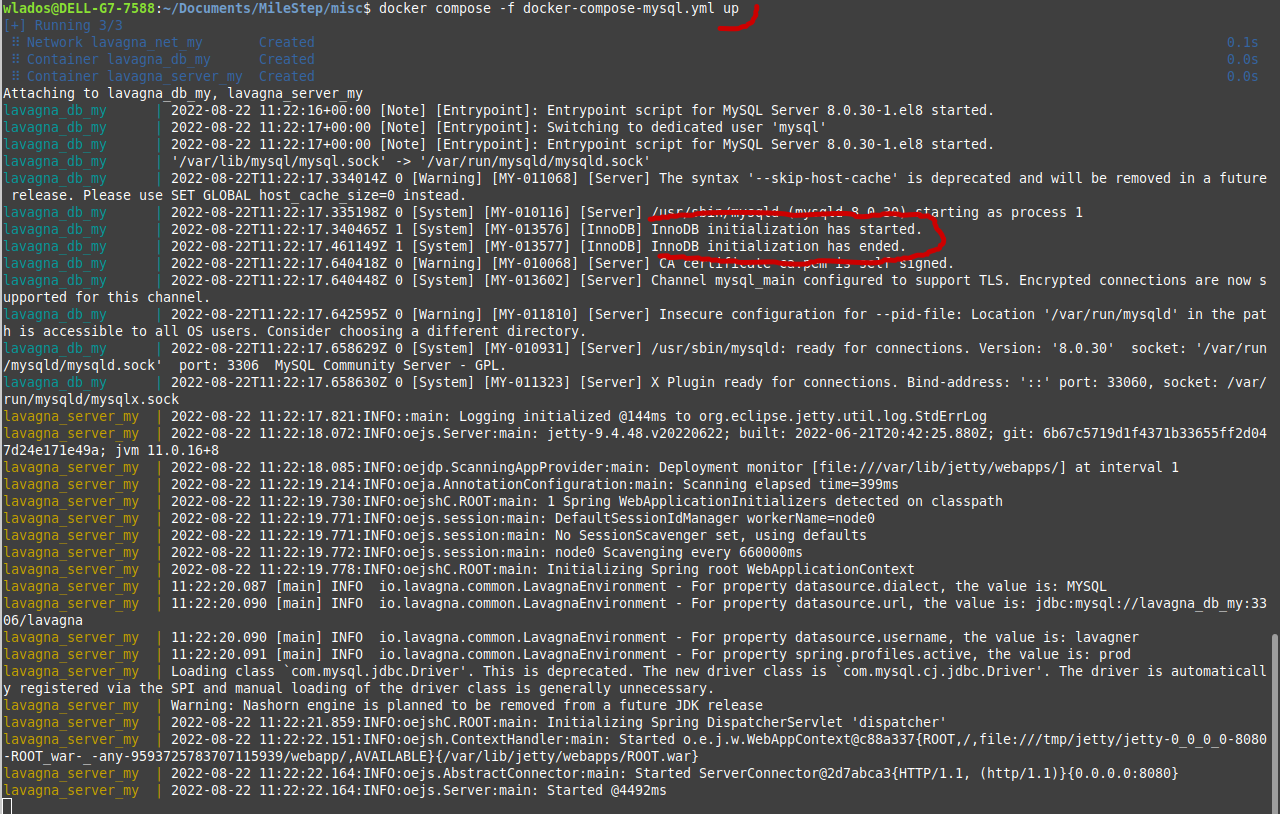 wlados@DELL-G7-7588:~/Documents/MileStep/misc$ docker compose -f docker-compose-mysql.yml up
[+] Running 3/3
⠿ Network lavagna_net_my Created 0.1s
⠿ Container lavagna_db_my Created 0.0s
⠿ Container lavagna_server_my Created 0.0s
Attaching to lavagna_db_my, lavagna_server_my
lavagna_db_my | 2022-08-22 11:22:16+00:00 [Note] [Entrypoint]: Entrypoint script for MySQL Server 8.0.30-1.el8 started.
lavagna_db_my | 2022-08-22 11:22:17+00:00 [Note] [Entrypoint]: Switching to dedicated user 'mysql'
lavagna_db_my | 2022-08-22 11:22:17+00:00 [Note] [Entrypoint]: Entrypoint script for MySQL Server 8.0.30-1.el8 started.
lavagna_db_my | '/var/lib/mysql/mysql.sock' -> '/var/run/mysqld/mysqld.sock'
lavagna_db_my | 2022-08-22T11:22:17.334014Z 0 [Warning] [MY-011068] [Server] The syntax '--skip-host-cache' is deprecated and will be removed in a future
release. Please use SET GLOBAL host_cache_size=0 instead.
lavagna_db_my | 2022-08-22T11:22:17.335198Z 0 [System] [MY-010116] [Server] /usr/sbin/mysqld (mysqld 8.0.30) starting as process 1
lavagna_db_my | 2022-08-22T11:22:17.340465Z 1 [System] [MY-013576] [InnoDB] InnoDB initialization has started.
lavagna_db_my | 2022-08-22T11:22:17.461149Z 1 [System] [MY-013577] [InnoDB] InnoDB initialization has ended.
lavagna_db_my | 2022-08-22T11:22:17.640418Z 0 [Warning] [MY-010068] [Server] CA certificate ca.pem is self signed.
lavagna_db_my | 2022-08-22T11:22:17.640448Z 0 [System] [MY-013602] [Server] Channel mysql_main configured to support TLS. Encrypted connections are now s
upported for this channel.
lavagna_db_my | 2022-08-22T11:22:17.642595Z 0 [Warning] [MY-011810] [Server] Insecure configuration for --pid-file: Location '/var/run/mysqld' in the pat
h is accessible to all OS users. Consider choosing a different directory.
lavagna_db_my | 2022-08-22T11:22:17.658629Z 0 [System] [MY-010931] [Server] /usr/sbin/mysqld: ready for connections. Version: '8.0.30' socket: '/var/run
/mysqld/mysqld.sock' port: 3306 MySQL Community Server - GPL.
lavagna_db_my | 2022-08-22T11:22:17.658630Z 0 [System] [MY-011323] [Server] X Plugin ready for connections. Bind-address: '::' port: 33060, socket: /var/
run/mysqld/mysqlx.sock
lavagna_server_my | 2022-08-22 11:22:17.821:INFO::main: Logging initialized @144ms to org.eclipse.jetty.util.log.StdErrLog
lavagna_server_my | 2022-08-22 11:22:18.072:INFO:oejs.Server:main: jetty-9.4.48.v20220622; built: 2022-06-21T20:42:25.880Z; git: 6b67c5719d1f4371b33655ff2d04
7d24e171e49a; jvm 11.0.16+8
lavagna_server_my | 2022-08-22 11:22:18.085:INFO:oejdp.ScanningAppProvider:main: Deployment monitor [file:///var/lib/jetty/webapps/] at interval 1
lavagna_server_my | 2022-08-22 11:22:19.214:INFO:oeja.AnnotationConfiguration:main: Scanning elapsed time=399ms
lavagna_server_my | 2022-08-22 11:22:19.730:INFO:oejshC.ROOT:main: 1 Spring WebApplicationInitializers detected on classpath
lavagna_server_my | 2022-08-22 11:22:19.771:INFO:oejs.session:main: DefaultSessionIdManager workerName=node0
lavagna_server_my | 2022-08-22 11:22:19.771:INFO:oejs.session:main: No SessionScavenger set, using defaults
lavagna_server_my | 2022-08-22 11:22:19.772:INFO:oejs.session:main: node0 Scavenging every 660000ms
lavagna_server_my | 2022-08-22 11:22:19.778:INFO:oejshC.ROOT:main: Initializing Spring root WebApplicationContext
lavagna_server_my | 11:22:20.087 [main] INFO io.lavagna.common.LavagnaEnvironment - For property datasource.dialect, the value is: MYSQL
lavagna_server_my | 11:22:20.090 [main] INFO io.lavagna.common.LavagnaEnvironment - For property datasource.url, the value is: jdbc:mysql://lavagna_db_my:33
06/lavagna
lavagna_server_my | 11:22:20.090 [main] INFO io.lavagna.common.LavagnaEnvironment - For property datasource.username, the value is: lavagner
lavagna_server_my | 11:22:20.091 [main] INFO io.lavagna.common.LavagnaEnvironment - For property spring.profiles.active, the value is: prod
lavagna_server_my | Loading class `com.mysql.jdbc.Driver'. This is deprecated. The new driver class is `com.mysql.cj.jdbc.Driver'. The driver is automaticall
y registered via the SPI and manual loading of the driver class is generally unnecessary.
lavagna_server_my | Warning: Nashorn engine is planned to be removed from a future JDK release
lavagna_server_my | 2022-08-22 11:22:21.859:INFO:oejshC.ROOT:main: Initializing Spring DispatcherServlet 'dispatcher'
lavagna_server_my | 2022-08-22 11:22:22.151:INFO:oejsh.ContextHandler:main: Started o.e.j.w.WebAppContext@c88a337{ROOT,/,file:///tmp/jetty/jetty-0_0_0_0-8080
-ROOT_war-_-any-9593725783707115939/webapp/,AVAILABLE}{/var/lib/jetty/webapps/ROOT.war}
lavagna_server_my | 2022-08-22 11:22:22.164:INFO:oejs.AbstractConnector:main: Started ServerConnector@2d7abca3{HTTP/1.1, (http/1.1)}{0.0.0.0:8080}
lavagna_server_my | 2022-08-22 11:22:22.164:INFO:oejs.Server:main: Started @4492ms